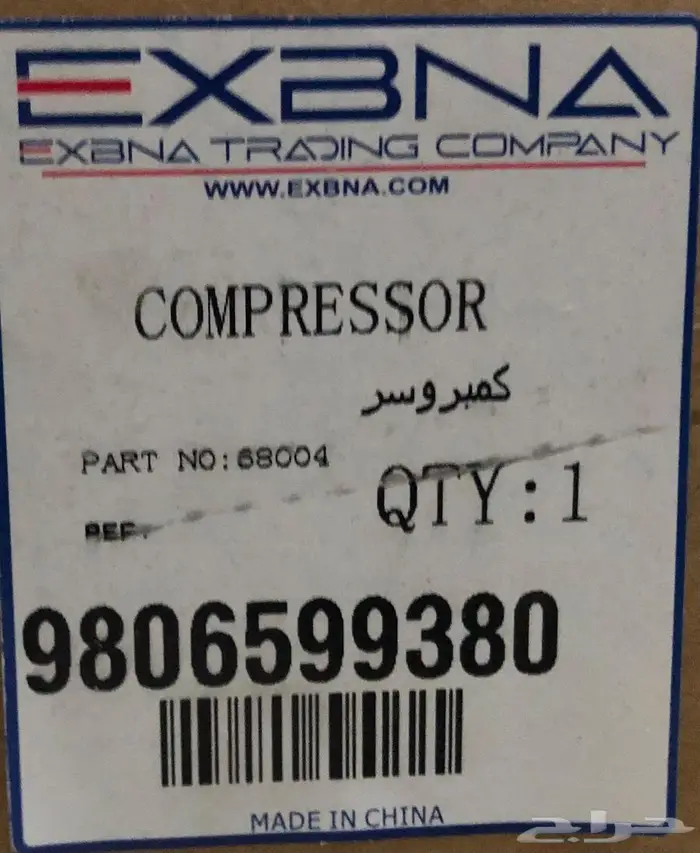 EXBNA
EXBNA TRADING COMPANY
WWW.EXBNA.COM
COMPRESSOR
كمبروسر
PART NO:68004
QTY:1
REF.
9806599380
MADE IN CHINA
حراج